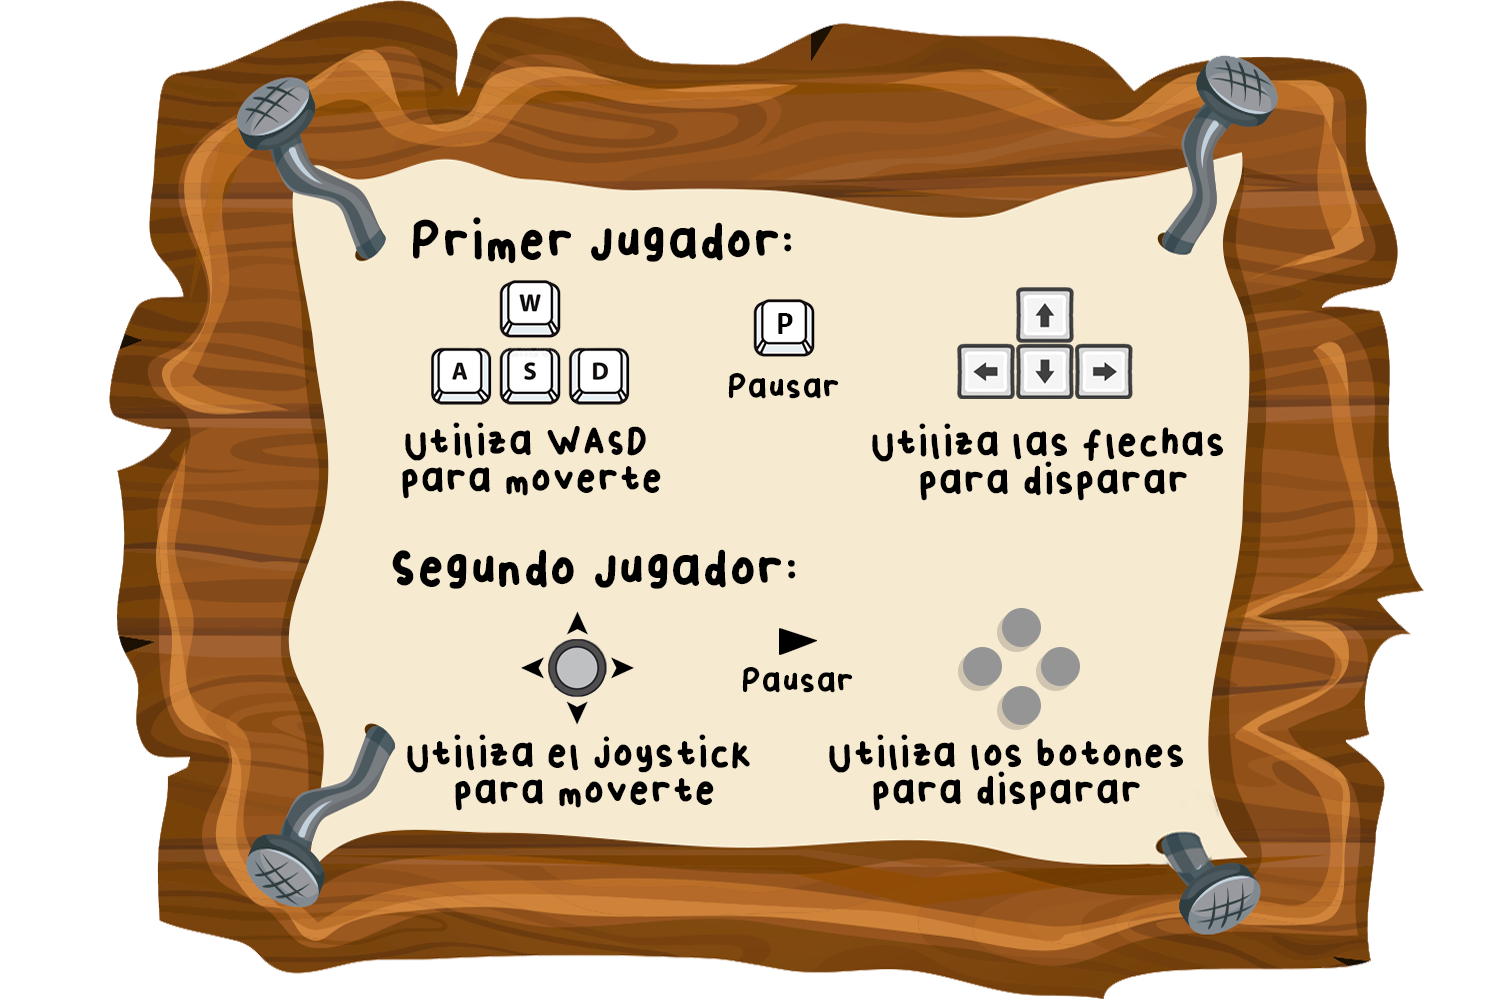 Primer jugador:
W
P
A S D
Pausar
Utiliza WASD
para moverte
Utiliza las flechas
para disparar
Segundo jugador:
Pausar
Utiliza el joystick
para moverte
Utiliza los botones
para disparar